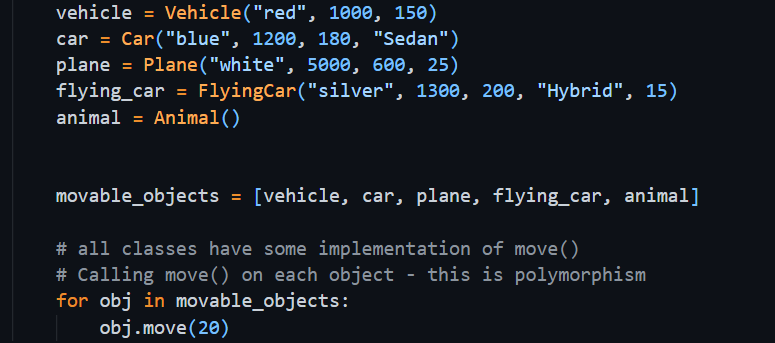 vehicle = Vehicle("red", 1000, 150)
car = Car("blue", 1200, 180, "Sedan")
plane = Plane("white", 5000, 600, 25)
flying_car = FlyingCar("silver", 1300, 200, "Hybrid", 15)
animal = Animal()
movable_objects = [vehicle, car, plane, flying_car, animal]
# all classes have some implementation of move()
# Calling move() on each object - this is polymorphism
for obj in movable_objects:
    obj.move(20)